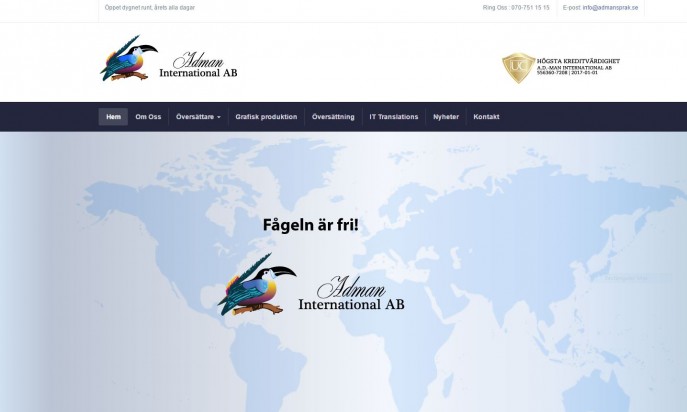 Öppet dygnet runt, årets alla dagar
Ring Oss : 070-751 15 15
E-post: info@admansprak.se
Adman
International AB
UC
HÖGSTA KREDITVÄRDIGHET
A.D.-MAN INTERNATIONAL AB
556360-7208 | 2017-01-01
Hem Om Oss Översättare Grafisk produktion Översättning IT Translations Nyheter Kontakt
Fågeln är fri!
Adman
International AB